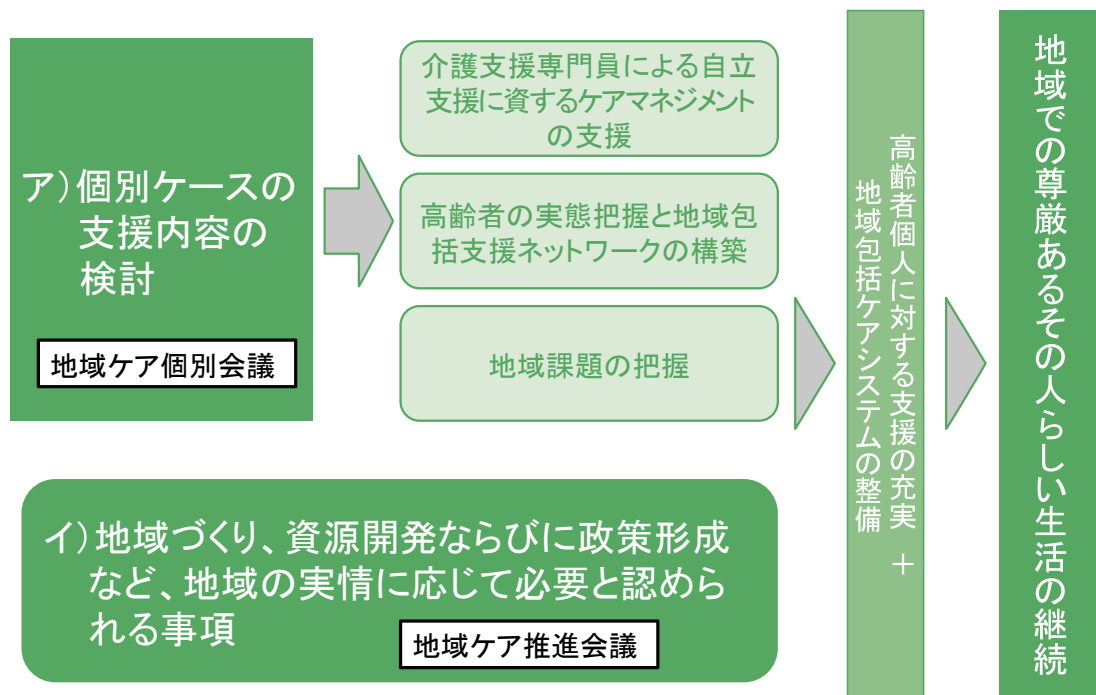 ア)個別ケースの
支援内容の
検討
地域ケア個別会議
介護支援専門員による自立
支援に資するケアマネジメント
の支援
高齢者の実態把握と地域包
括支援ネットワークの構築
地域課題の把握
イ)地域づくり、資源開発ならびに政策形成
など、地域の実情に応じて必要と認めら
れる事項
地域ケア推進会議
高齢者個人に対する支援の充実 +
地域包括ケアシステムの整備
地域での尊厳あるその人らしい生活の継続